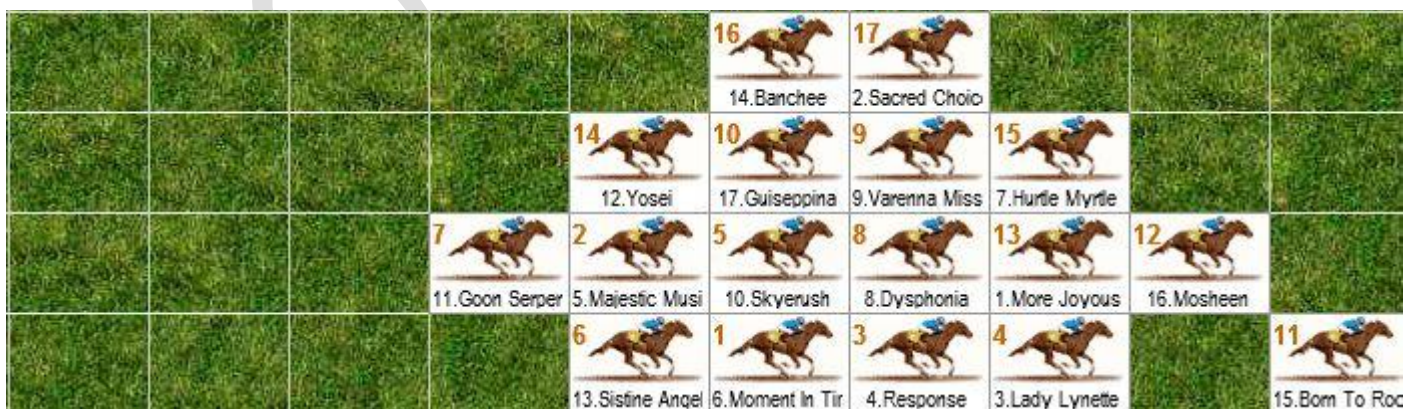 16 17
14.Banchee 2.Sacred Choic
14 10 9 15
12.Yosei 17.Guiseppina 9.Varenna Miss 7.Hurtle Myrtle
7 2 5 8 13 12
11.Goon Serper 5.Majestic Musi 10.Skyerush 8.Dysphonia 1.More Joyous 16.Mosheen
6 1 3 4 11
13.Sistine Angel 6.Moment In Tir 4.Response 3.Lady Lynette 15.Born To Roc